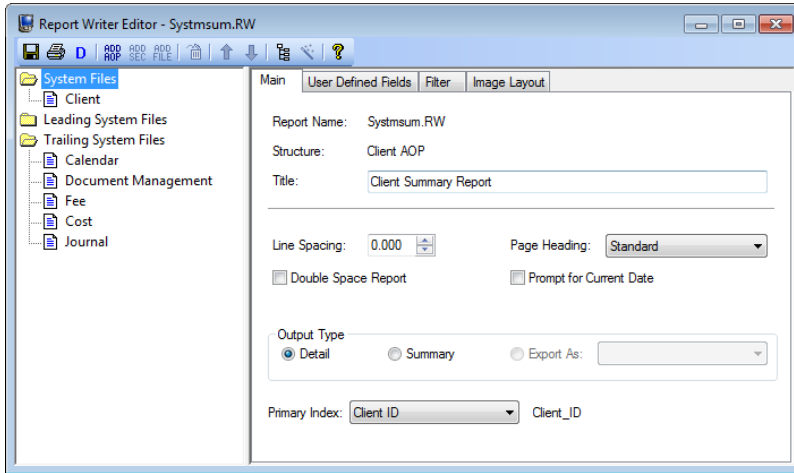 Report Writer Editor - Systmsum.RW
D ADD AOP ADD SEC ADD FILE ?
System Files
Client
Leading System Files
Trailing System Files
Calendar
Document Management
Fee
Cost
Journal
Main User Defined Fields Filter Image Layout
Report Name: Systmsum.RW
Structure: Client AOP
Title: Client Summary Report
Line Spacing: 0.000 Page Heading: Standard
Double Space Report Prompt for Current Date
Output Type
Detail Summary Export As:
Primary Index: Client ID Client_ID